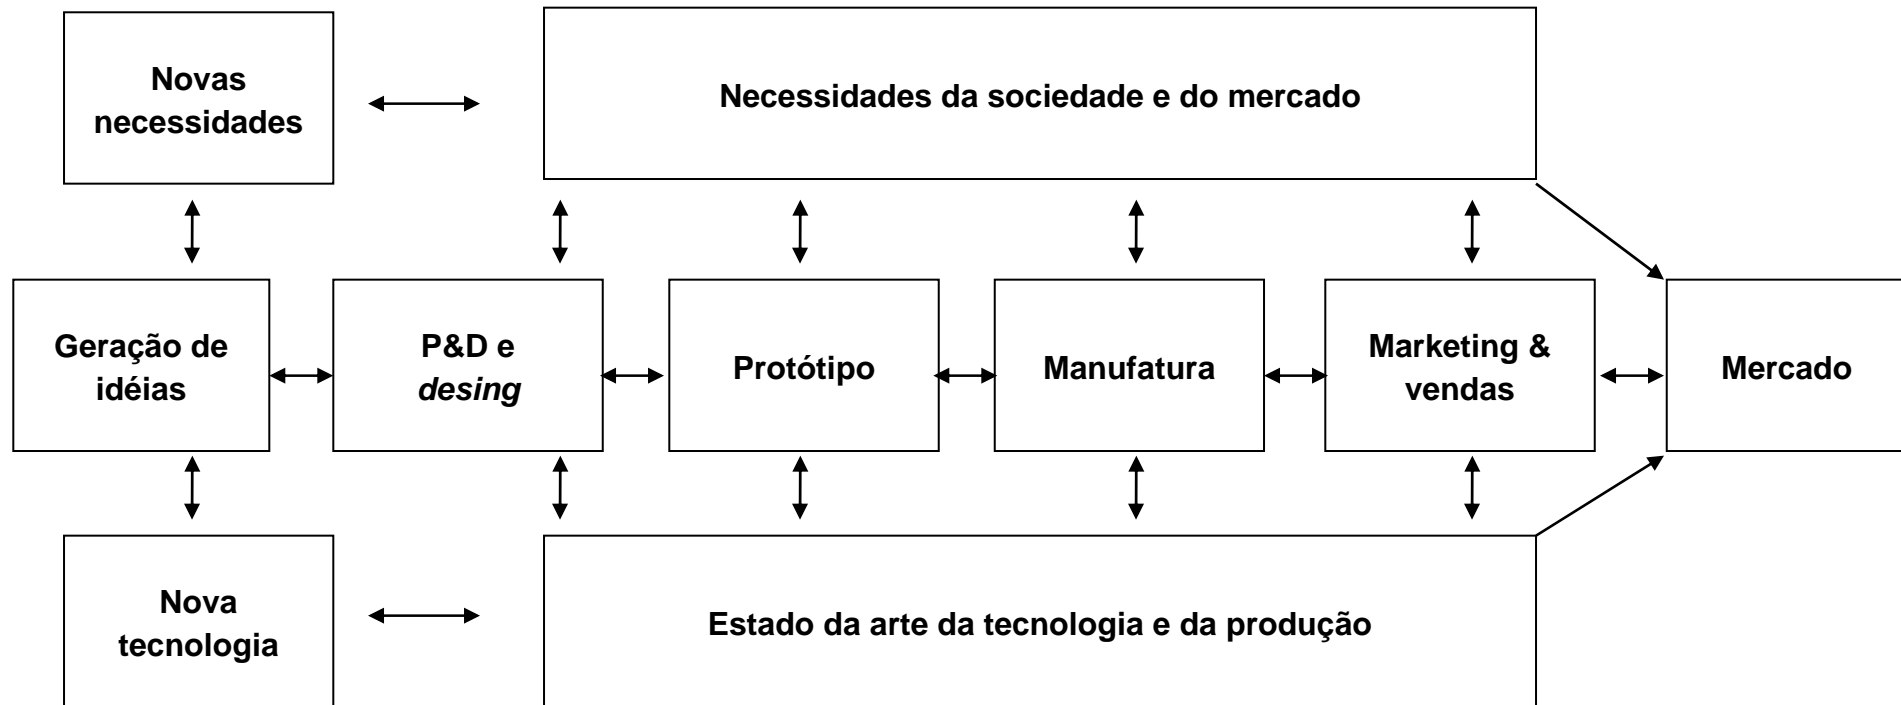 Novas
necessidades
Necessidades da sociedade e do mercado
Geração de
idéias
P&D e
desing
Protótipo
Manufatura
Marketing &
vendas
Mercado
Nova
tecnologia
Estado da arte da tecnologia e da produção